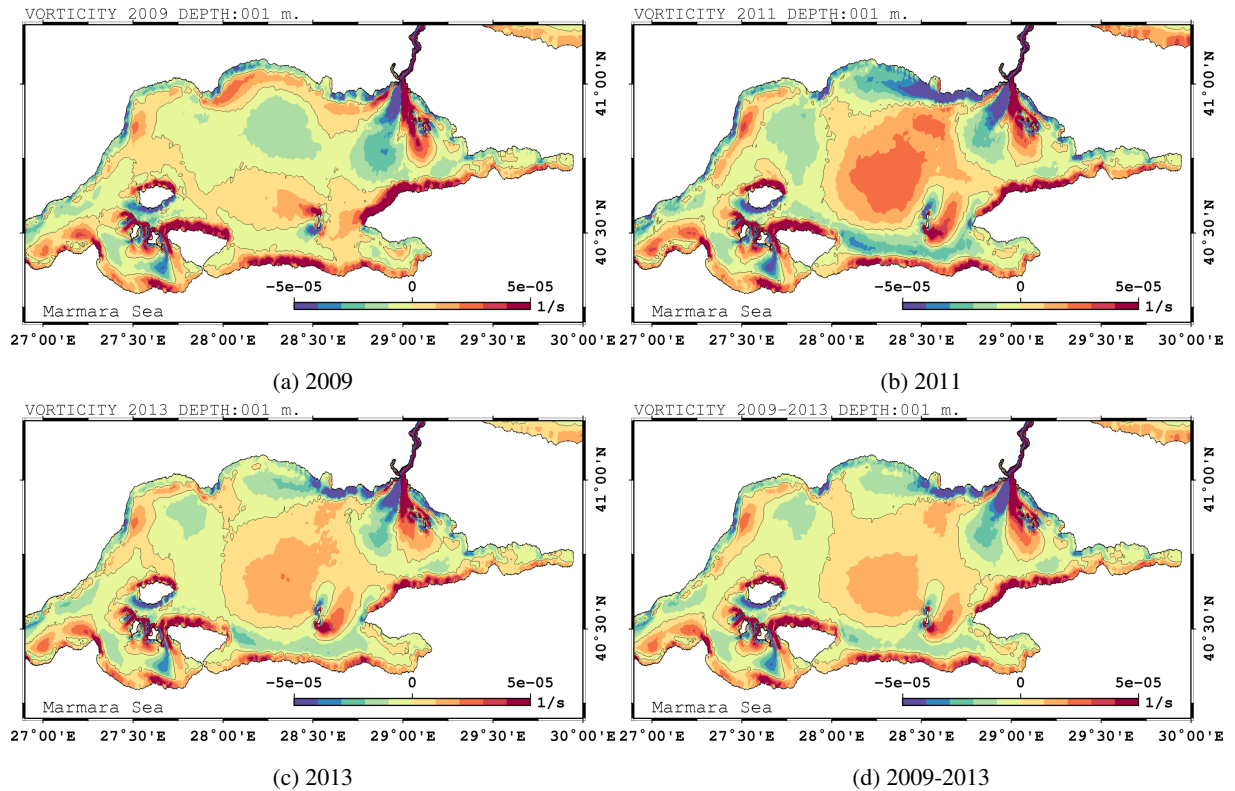 VORTICITY 2009 DEPTH:001 m.
VORTICITY 2011 DEPTH:001 m.
41°00'N
40°30'N
41°00'N
40°30'N
-5e-05 0 5e-05
1/s
-5e-05 0 5e-05
1/s
Marmara Sea
Marmara Sea
27°00'E 27°30'E 28°00'E 28°30'E 29°00'E 29°30'E 30°00'E
27°00'E 27°30'E 28°00'E 28°30'E 29°00'E 29°30'E 30°00'E
(a) 2009
(b) 2011
VORTICITY 2013 DEPTH:001 m.
VORTICITY 2009-2013 DEPTH:001 m.
41°00'N
40°30'N
41°00'N
40°30'N
-5e-05 0 5e-05
1/s
-5e-05 0 5e-05
1/s
Marmara Sea
Marmara Sea
27°00'E 27°30'E 28°00'E 28°30'E 29°00'E 29°30'E 30°00'E
27°00'E 27°30'E 28°00'E 28°30'E 29°00'E 29°30'E 30°00'E
(c) 2013
(d) 2009-2013